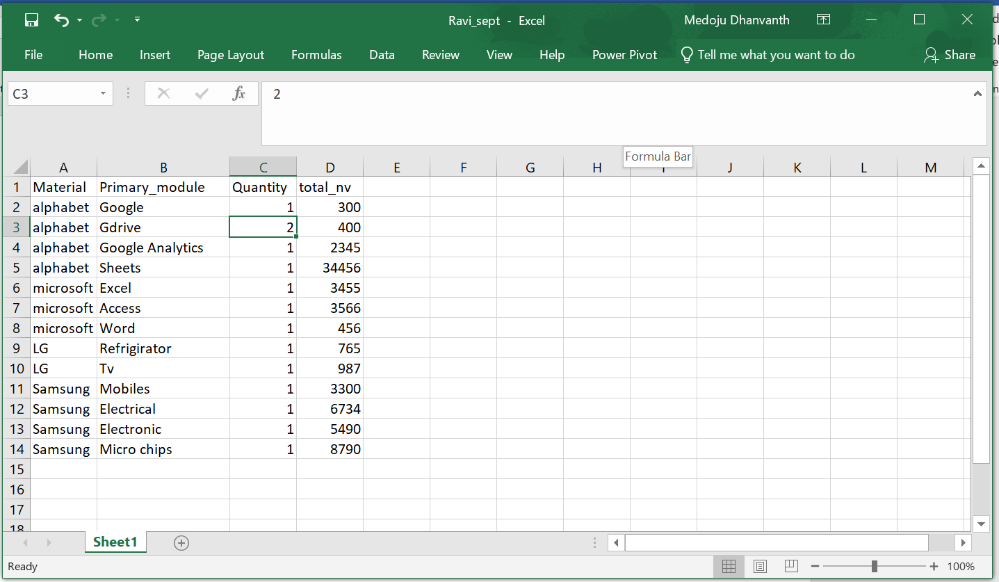 Ravi_sept - Excel
Medoju Dhanvanth
File Home Insert Page Layout Formulas Data Review View Help Power Pivot Tell me what you want to do Share
C3 fx 2
Formula Bar
A B C D E F G H I J K L M
1 Material Primary_module Quantity total_nv
2 alphabet Google 1 300
3 alphabet Gdrive 2 400
4 alphabet Google Analytics 1 2345
5 alphabet Sheets 1 34456
6 microsoft Excel 1 3455
7 microsoft Access 1 3566
8 microsoft Word 1 456
9 LG Refrigirator 1 765
10 LG Tv 1 987
11 Samsung Mobiles 1 3300
12 Samsung Electrical 1 6734
13 Samsung Electronic 1 5490
14 Samsung Micro chips 1 8790
15
16
17
18
Sheet1
Ready
100%